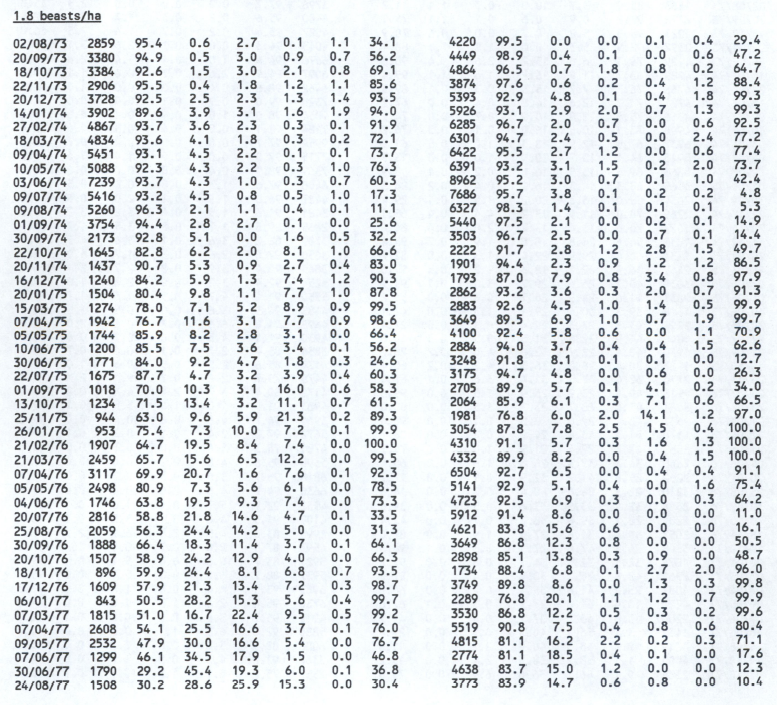 1.8 beasts/ha
02/08/73 2859 95.4 0.6 2.7 0.1 1.1 34.1 4220 99.5 0.0 0.0 0.1 0.4 29.4
20/09/73 3380 94.9 0.5 3.0 0.9 0.7 56.2 4449 98.9 0.4 0.1 0.0 0.6 47.2
18/10/73 3384 92.6 1.5 3.0 2.1 0.8 69.1 4864 96.5 0.7 1.8 0.8 0.2 64.7
22/11/73 2906 95.5 0.4 1.8 1.2 1.1 85.6 3874 97.6 0.6 0.2 0.4 1.2 88.4
20/12/73 3728 92.5 2.5 2.3 1.3 1.4 93.5 5393 92.9 4.8 0.1 0.4 1.8 99.3
14/01/74 3902 89.6 3.9 3.1 1.6 1.9 94.0 5926 93.1 2.9 2.0 0.7 1.3 99.3
27/02/74 4867 93.7 3.6 2.3 0.3 0.1 91.9 6285 96.7 2.0 0.7 0.0 0.6 92.5
18/03/74 4834 93.6 4.1 1.8 0.3 0.2 72.1 6301 94.7 2.4 0.5 0.0 2.4 77.2
09/04/74 5451 93.1 4.5 2.2 0.1 0.1 73.7 6422 95.5 2.7 1.2 0.0 0.6 77.4
10/05/74 5088 92.3 4.3 2.2 0.3 1.0 76.3 6391 93.2 3.1 1.5 0.2 2.0 73.7
03/06/74 7239 93.7 4.3 1.0 0.3 0.7 60.3 8962 95.2 3.0 0.7 0.1 1.0 42.4
09/07/74 5416 93.2 4.5 0.8 0.5 1.0 17.3 7686 95.7 3.8 0.1 0.2 0.2 4.8
09/08/74 5260 96.3 2.1 1.1 0.4 0.1 11.1 6327 98.3 1.4 0.1 0.1 0.1 5.3
01/09/74 3754 94.4 2.8 2.7 0.1 0.0 25.6 5440 97.5 2.1 0.0 0.2 0.1 14.9
30/09/74 2173 92.8 5.1 0.0 1.6 0.5 32.2 3503 96.7 2.5 0.0 0.7 0.1 14.4
22/10/74 1645 82.8 6.2 2.0 8.1 1.0 66.6 2222 91.7 2.8 1.2 2.8 1.5 49.7
20/11/74 1437 90.7 5.3 0.9 2.7 0.4 83.0 1901 94.4 2.3 0.9 1.2 1.2 86.5
16/12/74 1240 84.2 5.9 1.3 7.4 1.2 90.3 1793 87.0 7.9 0.8 3.4 0.8 97.9
20/01/75 1504 80.4 9.8 1.1 7.7 1.0 87.8 2862 93.2 3.6 0.3 2.0 0.7 91.3
15/03/75 1274 78.0 7.1 5.2 8.9 0.9 99.5 2883 92.6 4.5 1.0 1.4 0.5 99.9
07/04/75 1942 76.7 11.6 3.1 7.7 0.9 98.6 3649 89.5 6.9 1.0 0.7 1.9 99.7
05/05/75 1744 85.9 8.2 2.8 3.1 0.0 66.4 4100 92.4 5.8 0.6 0.0 1.1 70.9
10/06/75 1200 85.5 7.5 3.6 3.4 0.1 56.2 2884 94.0 3.7 0.4 0.4 1.5 62.6
30/06/75 1771 84.0 9.2 4.7 1.8 0.3 24.6 3248 91.8 8.1 0.1 0.1 0.0 12.7
22/07/75 1675 87.7 4.7 3.2 3.9 0.4 60.3 3175 94.7 4.8 0.0 0.6 0.0 26.3
01/09/75 1018 70.0 10.3 3.1 16.0 0.6 58.3 2705 89.9 5.7 0.1 4.1 0.2 34.0
13/10/75 1234 71.5 13.4 3.2 11.1 0.7 61.5 2064 85.9 6.1 0.3 7.1 0.6 66.5
25/11/75 944 63.0 9.6 5.9 21.3 0.2 89.3 1981 76.8 6.0 2.0 14.1 1.2 97.0
26/01/76 953 75.4 7.3 10.0 7.2 0.1 99.9 3054 87.8 7.8 2.5 1.5 0.4 100.0
21/02/76 1907 64.7 19.5 8.4 7.4 0.0 100.0 4310 91.1 5.7 0.3 1.6 1.3 100.0
21/03/76 2459 65.7 15.6 6.5 12.2 0.0 99.5 4332 89.9 8.2 0.0 0.4 1.5 100.0
07/04/76 3117 69.9 20.7 1.6 7.6 0.1 92.3 6504 92.7 6.5 0.0 0.4 0.4 91.1
05/05/76 2498 80.9 7.3 5.6 6.1 0.0 78.5 5141 92.9 5.1 0.4 0.0 1.6 75.4
04/06/76 1746 63.8 19.5 9.3 7.4 0.0 73.3 4723 92.5 6.9 0.3 0.0 0.3 64.2
20/07/76 2816 58.8 21.8 14.6 4.7 0.1 33.5 5912 91.4 8.6 0.0 0.0 0.0 11.0
25/08/76 2059 56.3 24.4 14.2 5.0 0.0 31.3 4621 83.8 15.6 0.6 0.0 0.0 16.1
30/09/76 1888 66.4 18.3 11.4 3.7 0.1 64.1 3649 86.8 12.3 0.8 0.0 0.0 50.5
20/10/76 1507 58.9 24.2 12.9 4.0 0.0 66.3 2898 85.1 13.8 0.3 0.9 0.0 48.7
18/11/76 896 59.9 24.4 8.1 6.8 0.7 93.5 1734 88.4 6.8 0.1 2.7 2.0 96.0
17/12/76 1609 57.9 21.3 13.4 7.2 0.3 98.7 3749 89.8 8.6 0.0 1.3 0.3 99.8
06/01/77 843 50.5 28.2 15.3 5.6 0.4 99.7 2289 76.8 20.1 1.1 1.2 0.7 99.9
07/03/77 1815 51.0 16.7 22.4 9.5 0.5 99.2 3530 86.8 12.2 0.5 0.3 0.2 99.6
07/04/77 2608 54.1 25.5 16.6 3.7 0.1 76.0 5519 90.8 7.5 0.4 0.8 0.6 80.4
09/05/77 2532 47.9 30.0 16.6 5.4 0.0 76.7 4815 81.1 16.2 2.2 0.2 0.3 71.1
07/06/77 1299 46.1 34.5 17.9 1.5 0.0 46.8 2774 81.1 18.5 0.4 0.1 0.0 17.6
30/06/77 1790 29.2 45.4 19.3 6.0 0.1 36.8 4638 83.7 15.0 1.2 0.0 0.0 12.3
24/08/77 1508 30.2 28.6 25.9 15.3 0.0 30.4 3773 83.9 14.7 0.6 0.8 0.0 10.4